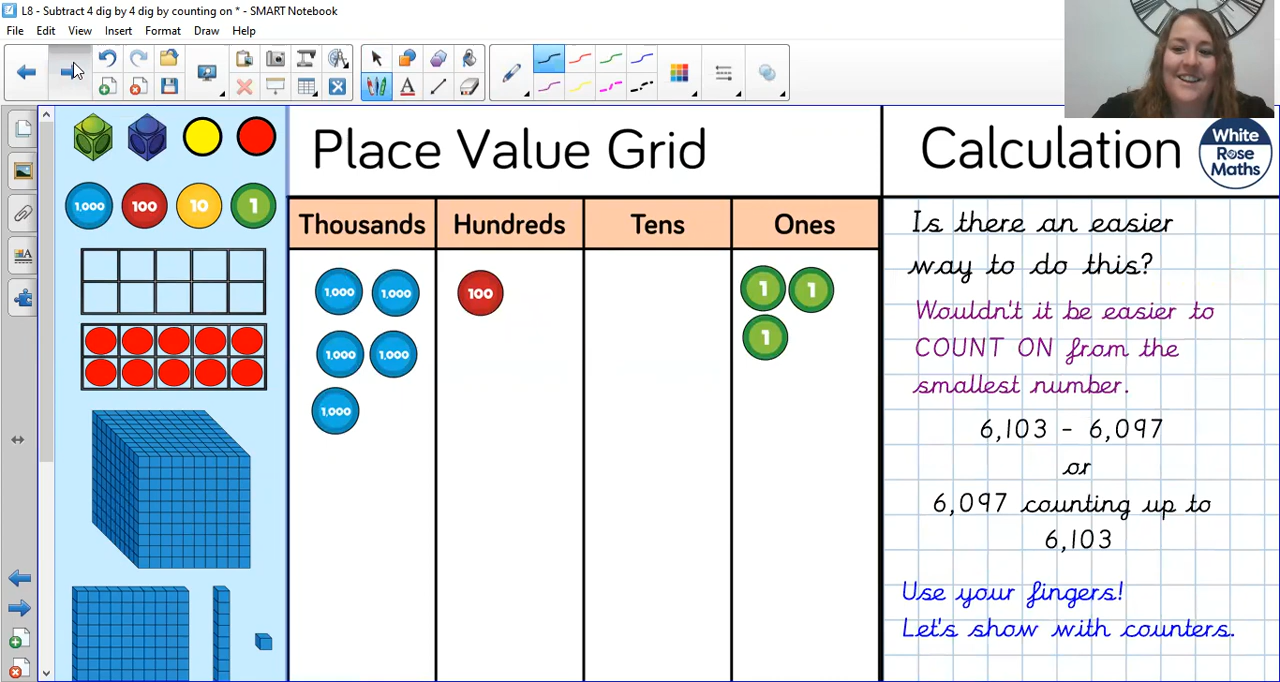 L8 - Subtract 4 dig by 4 dig by counting on * - SMART Notebook
File Edit View Insert Format Draw Help
Place Value Grid
Calculation
White
Rose
Maths
1,000 100 10 1
Thousands Hundreds Tens Ones
1,000 1,000
1,000 1,000
1,000
100
1 1
1
Is there an easier
way to do this?
Wouldn't it be easier to
COUNT ON from the
smallest number.
6,103 - 6,097
or
6,097 counting up to
6,103
Use your fingers!
Let's show with counters.